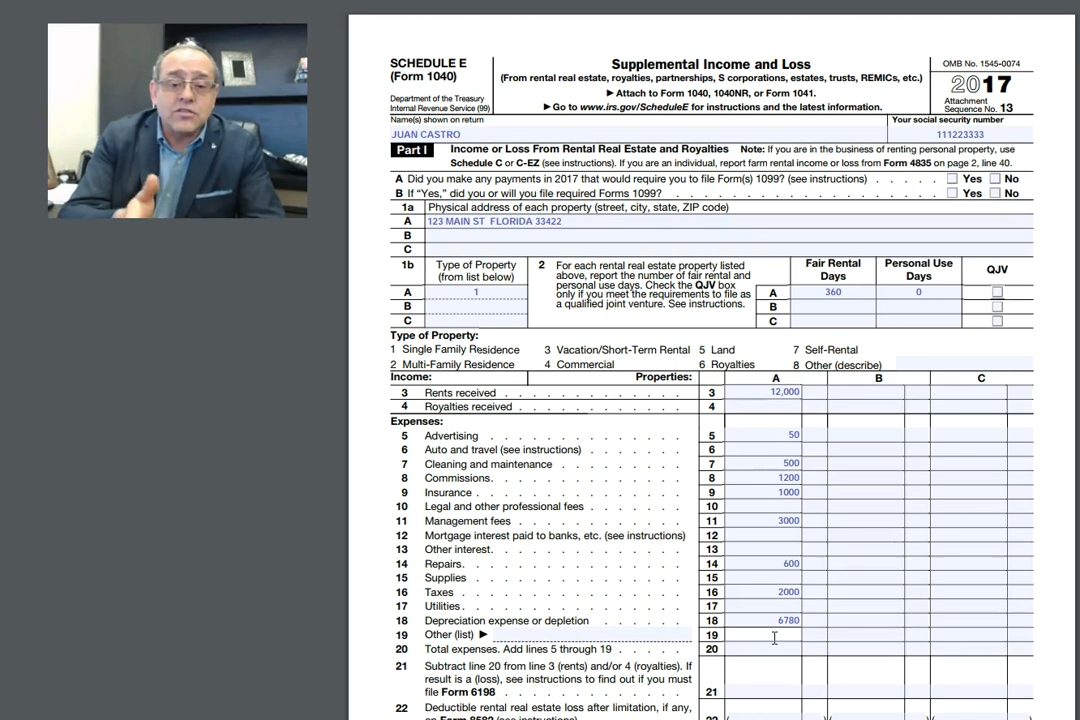 SCHEDULE E
(Form 1040)
Department of the Treasury
Internal Revenue Service (99)
Supplemental Income and Loss
(From rental real estate, royalties, partnerships, S corporations, estates, trusts, REMICs, etc.)
▶ Attach to Form 1040, 1040NR, or Form 1041.
▶ Go to www.irs.gov/ScheduleE for instructions and the latest information.
OMB No. 1545-0074
2017
Attachment
Sequence No. 13
Name(s) shown on return
Your social security number
JUAN CASTRO
111223333
Part I Income or Loss From Rental Real Estate and Royalties Note: If you are in the business of renting personal property, use
Schedule C or C-EZ (see instructions). If you are an individual, report farm rental income or loss from Form 4835 on page 2, line 40.
A Did you make any payments in 2017 that would require you to file Form(s) 1099? (see instructions) . . . . . Yes No
B If "Yes," did you or will you file required Forms 1099? . . . . . . . . . . . . . . . . Yes No
1a Physical address of each property (street, city, state, ZIP code)
A 123 MAIN ST FLORIDA 33422
B
C
1b Type of Property
(from list below)
2 For each rental real estate property listed
above, report the number of fair rental and
personal use days. Check the QJV box
only if you meet the requirements to file as
a qualified joint venture. See instructions.
Fair Rental
Days
Personal Use
Days
QJV
A 1 A 360 0
B B
C C
Type of Property:
1 Single Family Residence 3 Vacation/Short-Term Rental 5 Land 7 Self-Rental
2 Multi-Family Residence 4 Commercial 6 Royalties 8 Other (describe)
Income: Properties: A B C
3 Rents received . . . . . . . . . . . . . 3 12,000
4 Royalties received . . . . . . . . . . . . 4
Expenses:
5 Advertising . . . . . . . . . . . . . . 5 50
6 Auto and travel (see instructions) . . . . . . . 6
7 Cleaning and maintenance . . . . . . . . . 7 500
8 Commissions. . . . . . . . . . . . . . 8 1200
9 Insurance . . . . . . . . . . . . . . 9 1000
10 Legal and other professional fees . . . . . . . 10
11 Management fees . . . . . . . . . . . . 11 3000
12 Mortgage interest paid to banks, etc. (see instructions) 12
13 Other interest. . . . . . . . . . . . . . 13
14 Repairs. . . . . . . . . . . . . . . . 14 600
15 Supplies . . . . . . . . . . . . . . . 15
16 Taxes . . . . . . . . . . . . . . . . 16 2000
17 Utilities. . . . . . . . . . . . . . . . 17
18 Depreciation expense or depletion . . . . . . 18 6780
19 Other (list) ▶ 19
20 Total expenses. Add lines 5 through 19 . . . . . 20
21 Subtract line 20 from line 3 (rents) and/or 4 (royalties). If
result is a (loss), see instructions to find out if you must
file Form 6198 . . . . . . . . . . . . . 21
22 Deductible rental real estate loss after limitation, if any,
on Form 8582 (see instructions) . . . . . . . 22 ( )( )( )